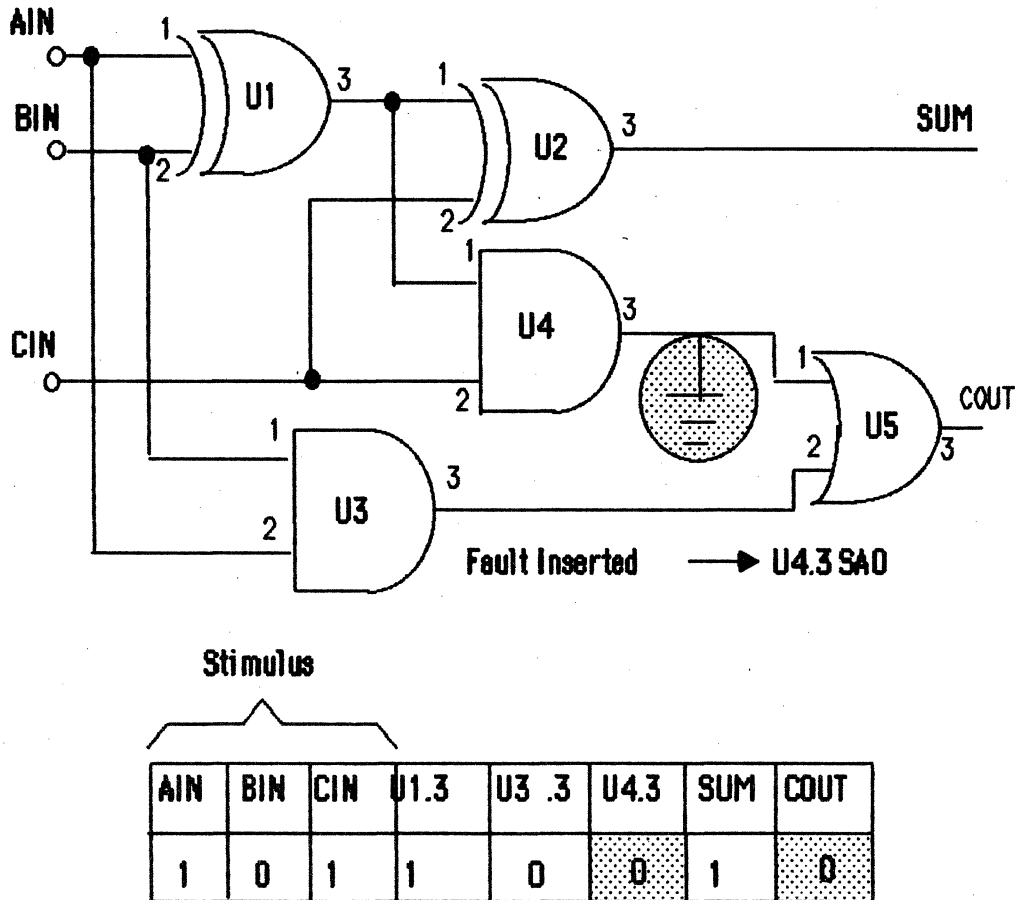 AIN
1
U1
3
1
BIN
2
U2
3
SUM
2
1
U4
3
CIN
2
1
U5
COUT
2
3
1
U3
3
2
Fault Inserted U4.3 SA0
Stimulus
AIN BIN CIN U1.3 U3 .3 U4.3 SUM COUT
1 0 1 1 0 0 1 0